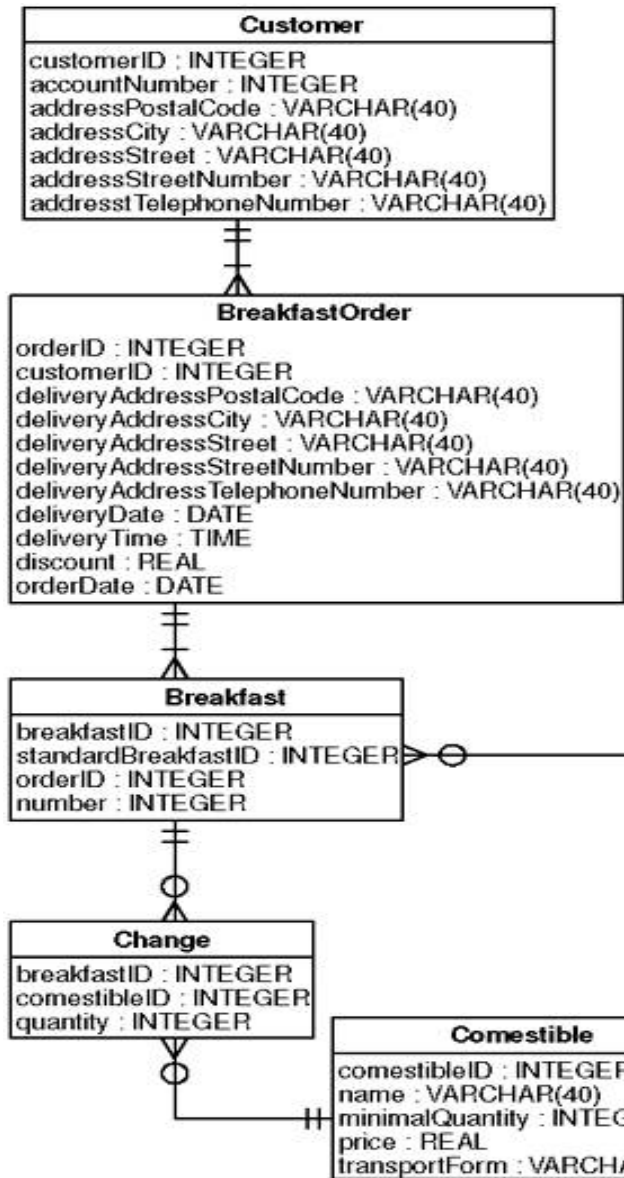 Customer
customerID : INTEGER
accountNumber : INTEGER
addressPostalCode : VARCHAR(40)
addressCity : VARCHAR(40)
addressStreet : VARCHAR(40)
addressStreetNumber : VARCHAR(40)
addresstTelephoneNumber : VARCHAR(40)
BreakfastOrder
orderID : INTEGER
customerID : INTEGER
deliveryAddressPostalCode : VARCHAR(40)
deliveryAddressCity : VARCHAR(40)
deliveryAddressStreet : VARCHAR(40)
deliveryAddressStreetNumber : VARCHAR(40)
deliveryAddressTelephoneNumber : VARCHAR(40)
deliveryDate : DATE
deliveryTime : TIME
discount : REAL
orderDate : DATE
Breakfast
breakfastID : INTEGER
standardBreakfastID : INTEGER
orderID : INTEGER
number : INTEGER
Change
breakfastID : INTEGER
comestibleID : INTEGER
quantity : INTEGER
Comestible
comestibleID : INTEGER
name : VARCHAR(40)
minimalQuantity : INTEG
price : REAL
transportForm : VARCHA